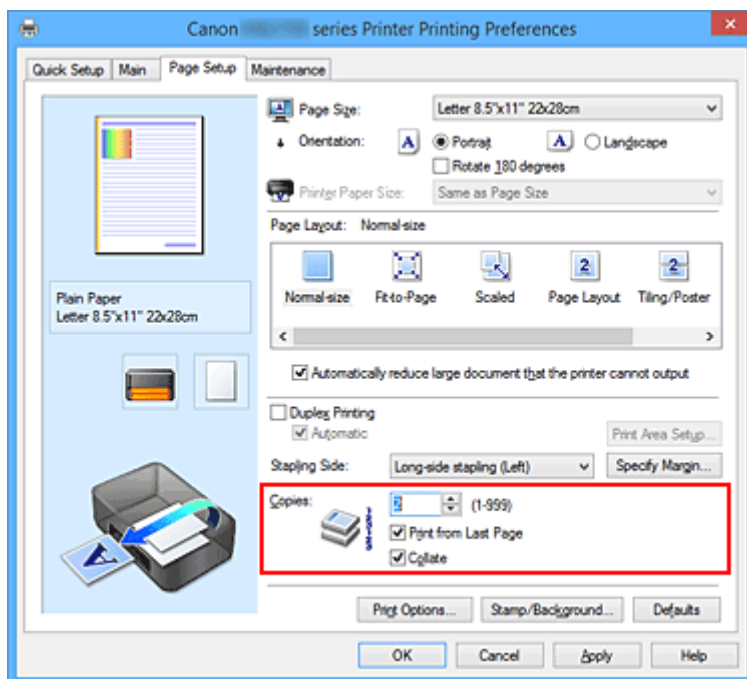 Canon series Printer Printing Preferences
Quick Setup Main Page Setup Maintenance
Page Size: Letter 8.5"x11" 22x28cm
Orientation: A Portrait A Landscape
Rotate 180 degrees
Printer Paper Size: Same as Page Size
Page Layout: Normal-size
2 2
Normal-size Fit-to-Page Scaled Page Layout Tiling/Poster
Plain Paper
Letter 8.5"x11" 22x28cm
Automatically reduce large document that the printer cannot output
Duplex Printing
Automatic
Print Area Setup...
Stapling Side: Long-side stapling (Left) Specify Margin...
Copies: 2 (1-999)
Print from Last Page
Collate
A
Print Options... Stamp/Background... Defaults
OK Cancel Apply Help